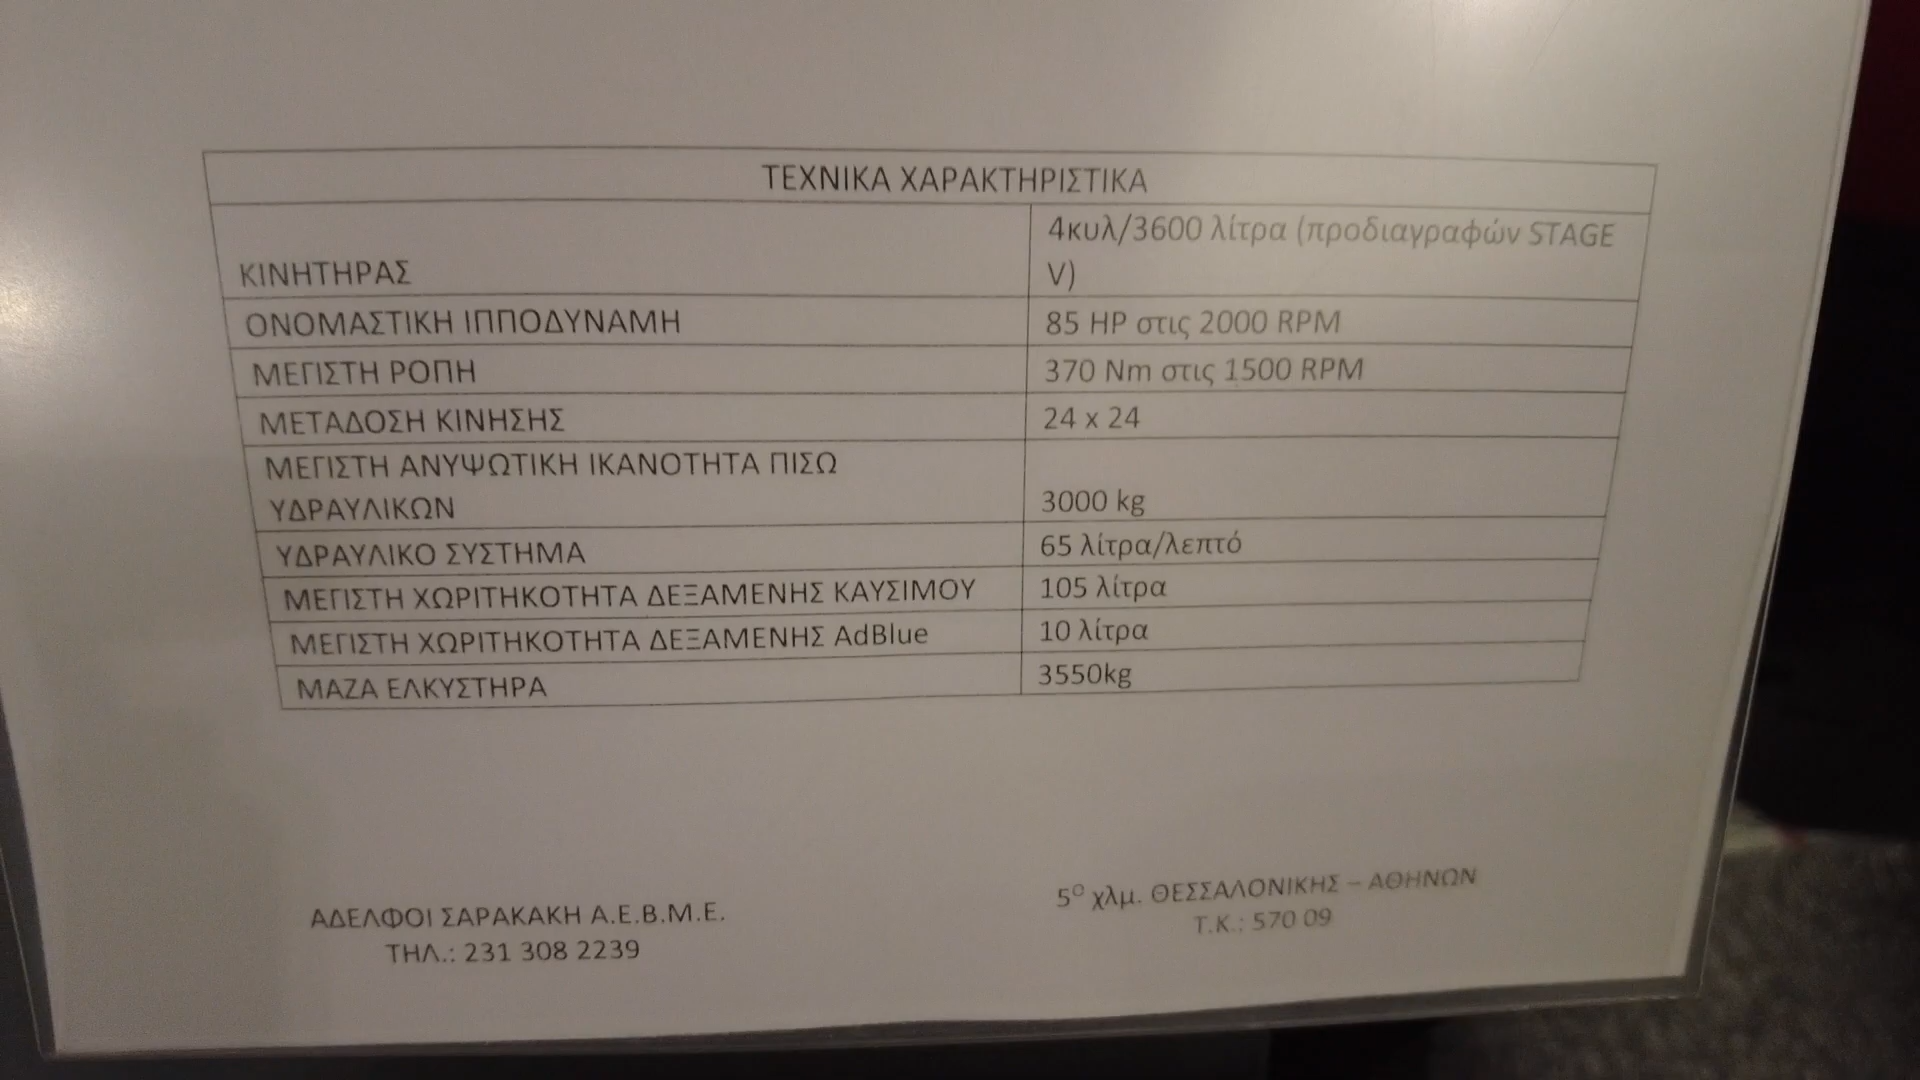 ΤΕΧΝΙΚΑ ΧΑΡΑΚΤΗΡΙΣΤΙΚΑ
ΚΙΝΗΤΗΡΑΣ 4κυλ/3600 λίτρα (προδιαγραφών STAGE
V)
ΟΝΟΜΑΣΤΙΚΗ ΙΠΠΟΔΥΝΑΜΗ 85 HP στις 2000 RPM
ΜΕΓΙΣΤΗ ΡΟΠΗ 370 Nm στις 1500 RPM
ΜΕΤΑΔΟΣΗ ΚΙΝΗΣΗΣ 24 x 24
ΜΕΓΙΣΤΗ ΑΝΥΨΩΤΙΚΗ ΙΚΑΝΟΤΗΤΑ ΠΙΣΩ
ΥΔΡΑΥΛΙΚΩΝ 3000 kg
ΥΔΡΑΥΛΙΚΟ ΣΥΣΤΗΜΑ 65 λίτρα/λεπτό
ΜΕΓΙΣΤΗ ΧΩΡΙΤΗΚΟΤΗΤΑ ΔΕΞΑΜΕΝΗΣ ΚΑΥΣΙΜΟΥ 105 λίτρα
ΜΕΓΙΣΤΗ ΧΩΡΙΤΗΚΟΤΗΤΑ ΔΕΞΑΜΕΝΗΣ AdBlue 10 λίτρα
ΜΑΖΑ ΕΛΚΥΣΤΗΡΑ 3550kg
ΑΔΕΛΦΟΙ ΣΑΡΑΚΑΚΗ Α.Ε.Β.Μ.Ε.
ΤΗΛ.: 231 308 2239
5ο χλμ. ΘΕΣΣΑΛΟΝΙΚΗΣ – ΑΘΗΝΩΝ
Τ.Κ.: 570 09